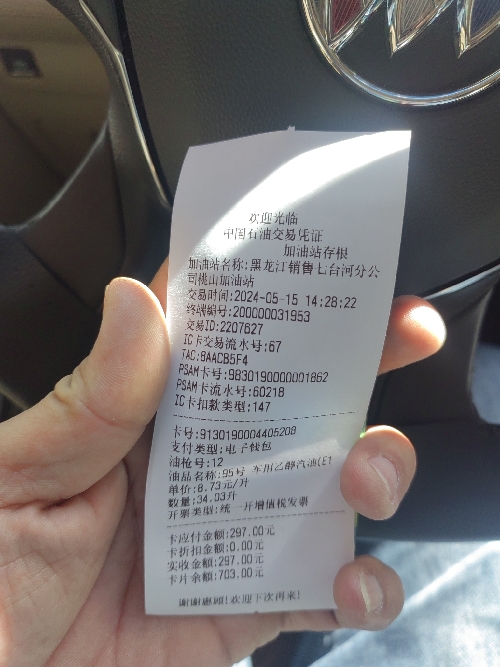 欢迎光临
中国石油交易凭证
加油站存根
加油站名称:黑龙江销售七台河分公
司桃山加油站
交易时间:2024-05-15 14:28:22
终端编号:200000031953
交易ID:2207627
IC卡交易流水号:67
TAC:8AACB5F4
PSAM卡号:9830190000001862
PSAM卡流水号:60218
IC卡扣款类型:147
卡号:9130190004405208
支付类型:电子钱包
油枪号:12
油品名称:95号 车用乙醇汽油(E1
单价:8.73元/升
数量:34.03升
开票类型:统一开增值税发票
卡应付金额:297.00元
卡折扣金额:0.00元
实收金额:297.00元
卡片余额:703.00元
谢谢惠顾!欢迎下次再来!